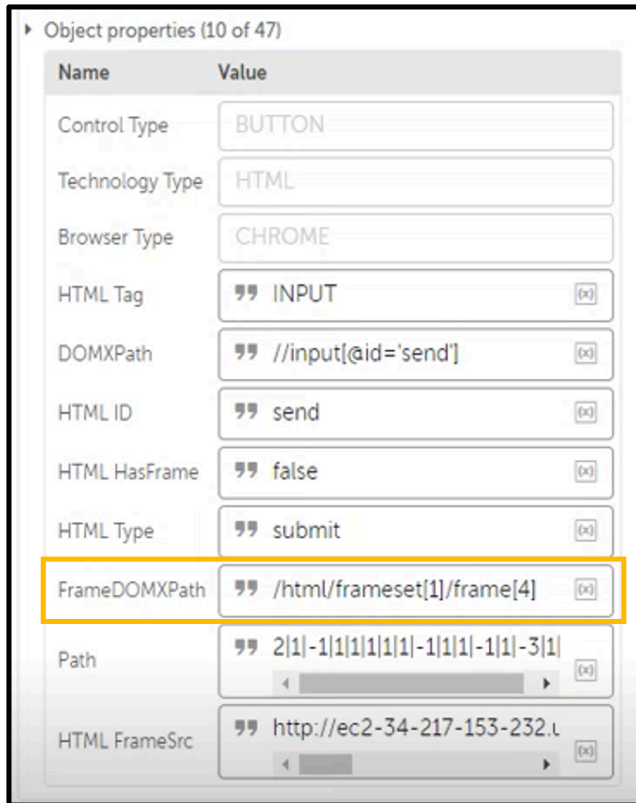 Object properties (10 of 47)
Name Value
Control Type BUTTON
Technology Type HTML
Browser Type CHROME
HTML Tag INPUT (x)
DOMXPath //input[@id='send'] (x)
HTML ID send (x)
HTML HasFrame false (x)
HTML Type submit (x)
FrameDOMXPath /html/frameset[1]/frame[4] (x)
Path 2|1|-1|1|1|1|1|1|-1|1|1|-1|1|-3|1| (x)
HTML FrameSrc http://ec2-34-217-153-232.u (x)